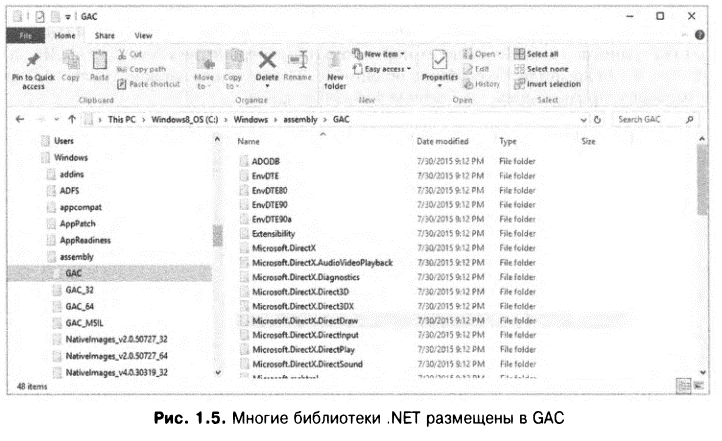 GAC
File Home Share View
Pin to Quick access
Copy
Paste
Cut
Copy path
Paste shortcut
Clipboard
Move to
Copy to
Delete
Rename
Organize
New folder
New item
Easy access
New
Properties
Open
Edit
History
Open
Select all
Select none
Invert selection
Select
This PC > Windows8_OS (C:) > Windows > assembly > GAC
Search GAC
Users
Windows
addins
ADFS
appcompat
AppPatch
AppReadiness
assembly
GAC
GAC_32
GAC_64
GAC_MSIL
NativeImages_v2.0.50727_32
NativeImages_v2.0.50727_64
NativeImages_v4.0.30319_32
Name Date modified Type Size
ADODB 7/30/2015 9:12 PM File folder
EnvDTE 7/30/2015 9:12 PM File folder
EnvDTE80 7/30/2015 9:12 PM File folder
EnvDTE90 7/30/2015 9:12 PM File folder
EnvDTE90a 7/30/2015 9:12 PM File folder
Extensibility 7/30/2015 9:12 PM File folder
Microsoft.DirectX 7/30/2015 9:12 PM File folder
Microsoft.DirectX.AudioVideoPlayback 7/30/2015 9:12 PM File folder
Microsoft.DirectX.Diagnostics 7/30/2015 9:12 PM File folder
Microsoft.DirectX.Direct3D 7/30/2015 9:12 PM File folder
Microsoft.DirectX.Direct3DX 7/30/2015 9:12 PM File folder
Microsoft.DirectX.DirectDraw 7/30/2015 9:12 PM File folder
Microsoft.DirectX.DirectInput 7/30/2015 9:12 PM File folder
Microsoft.DirectX.DirectPlay 7/30/2015 9:12 PM File folder
Microsoft.DirectX.DirectSound 7/30/2015 9:12 PM File folder
48 items
Рис. 1.5. Многие библиотеки .NET размещены в GAC